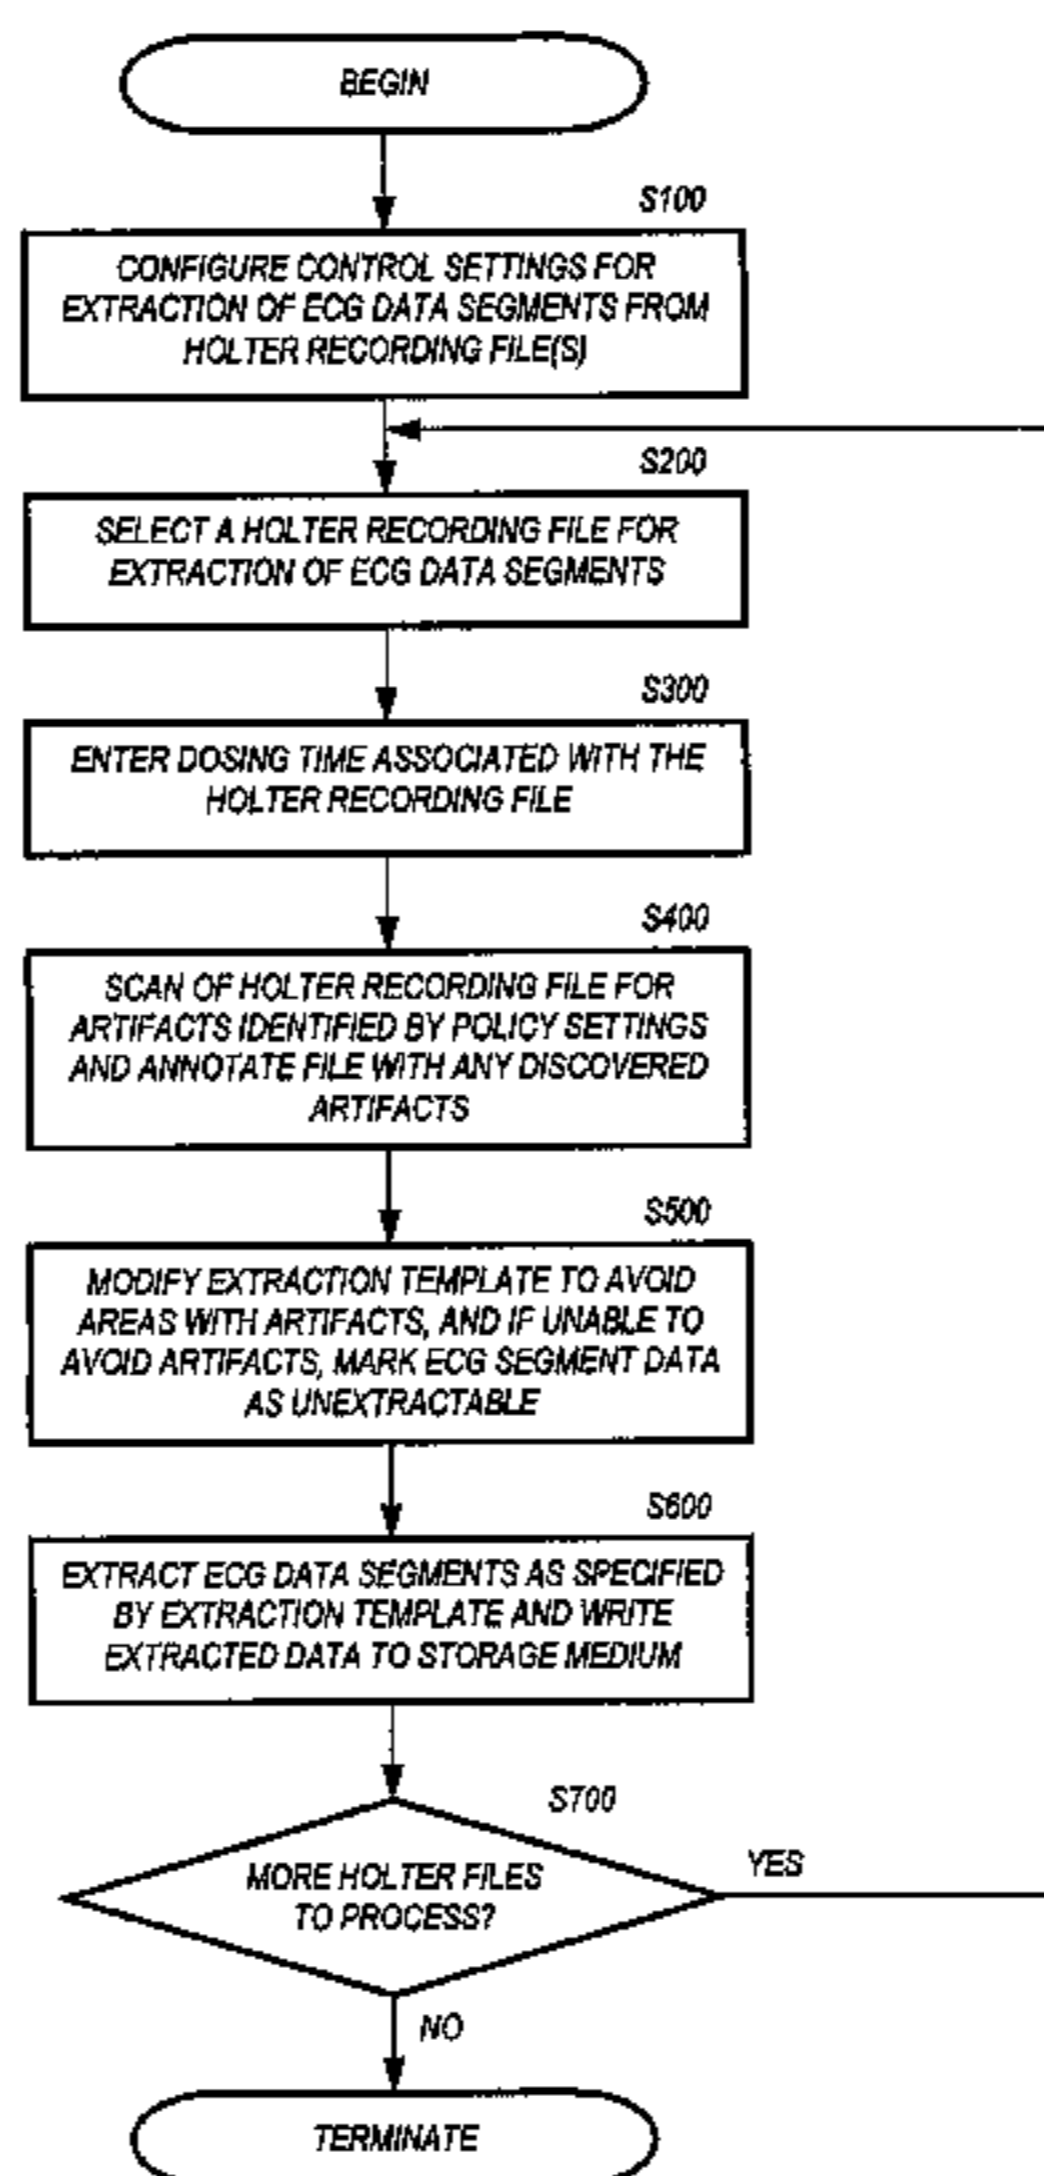 BEGIN
S100
CONFIGURE CONTROL SETTINGS FOR
EXTRACTION OF ECG DATA SEGMENTS FROM
HOLTER RECORDING FILE(S)
S200
SELECT A HOLTER RECORDING FILE FOR
EXTRACTION OF ECG DATA SEGMENTS
S300
ENTER DOSING TIME ASSOCIATED WITH THE
HOLTER RECORDING FILE
S400
SCAN OF HOLTER RECORDING FILE FOR
ARTIFACTS IDENTIFIED BY POLICY SETTINGS
AND ANNOTATE FILE WITH ANY DISCOVERED
ARTIFACTS
S500
MODIFY EXTRACTION TEMPLATE TO AVOID
AREAS WITH ARTIFACTS, AND IF UNABLE TO
AVOID ARTIFACTS, MARK ECG SEGMENT DATA
AS UNEXTRACTABLE
S600
EXTRACT ECG DATA SEGMENTS AS SPECIFIED
BY EXTRACTION TEMPLATE AND WRITE
EXTRACTED DATA TO STORAGE MEDIUM
S700
MORE HOLTER FILES
TO PROCESS?
YES
NO
TERMINATE